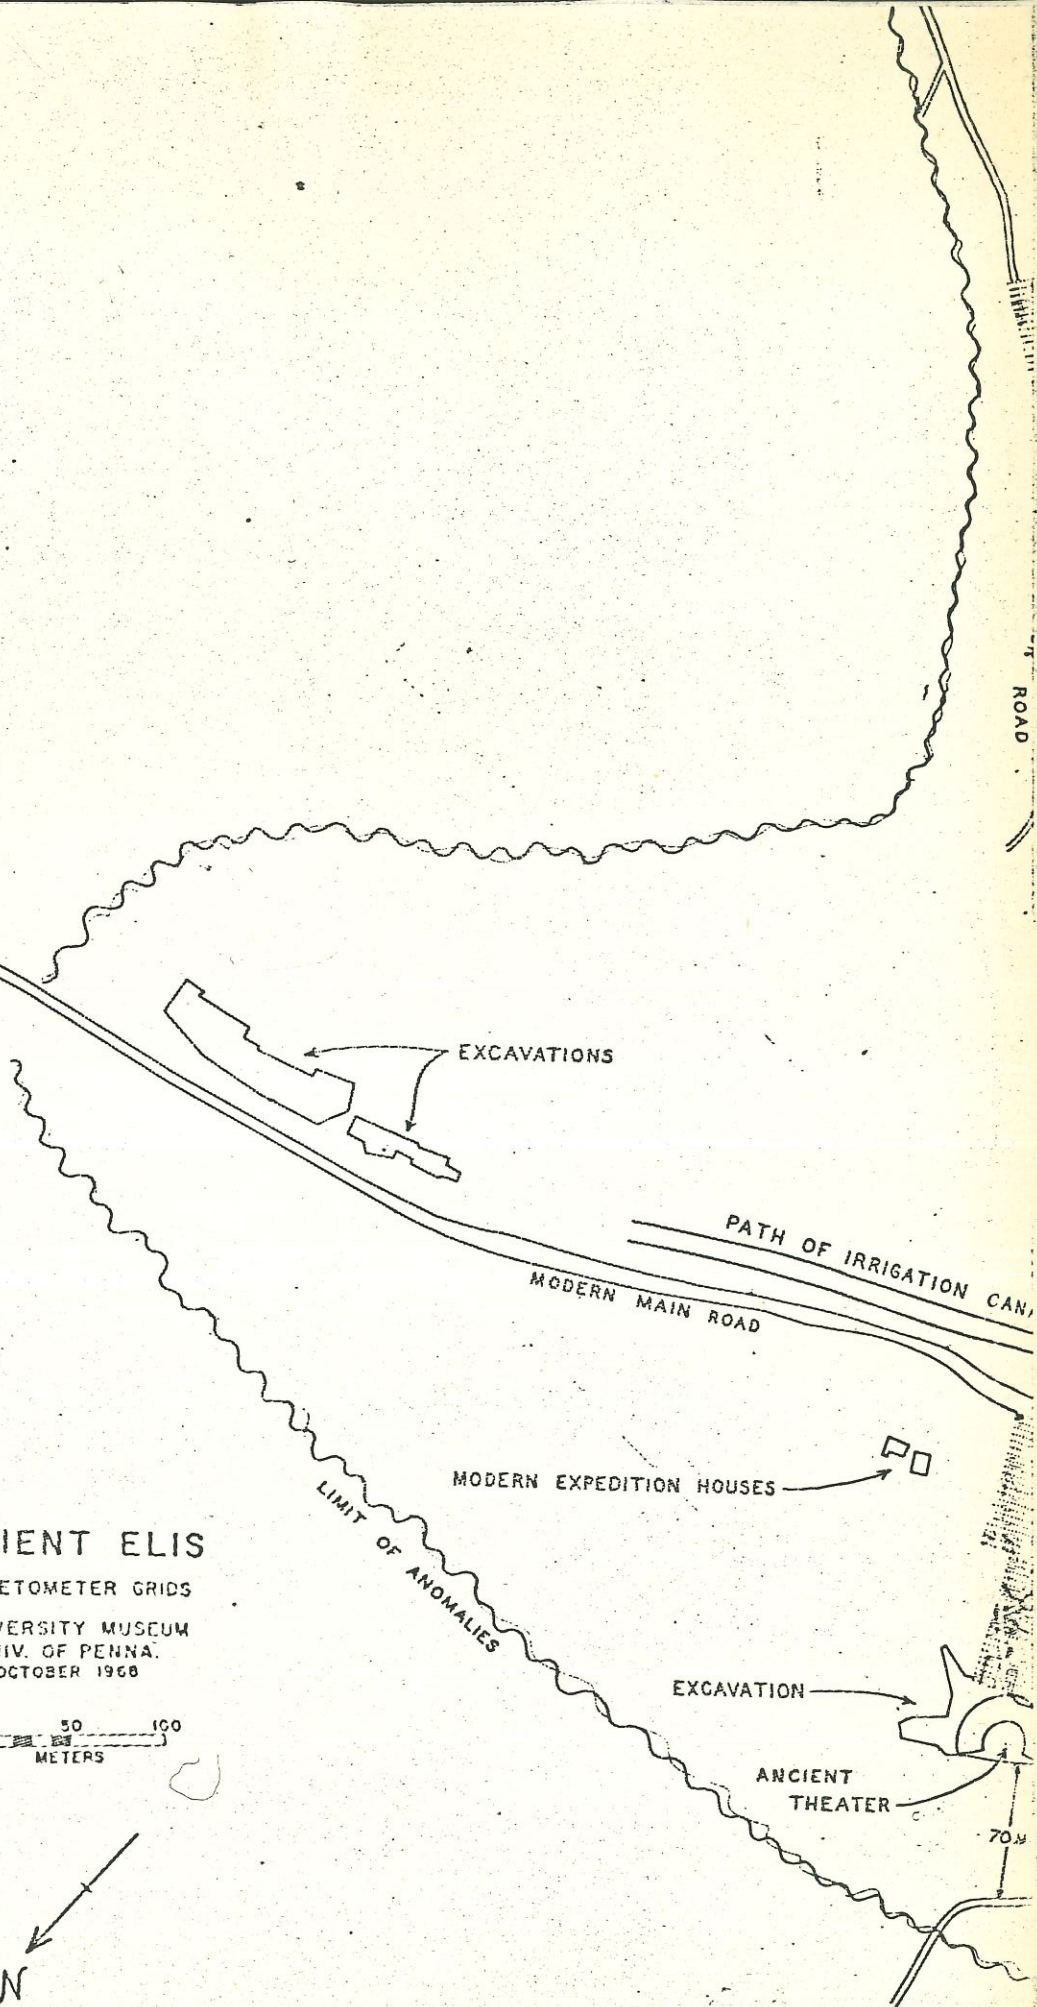 ROAD
EXCAVATIONS
PATH OF IRRIGATION CAN
MODERN MAIN ROAD
MODERN EXPEDITION HOUSES
LIMIT OF ANOMALIES
IENT ELIS
ETOMETER GRIDS
VERSITY MUSEUM
IV. OF PENNA.
OCTOBER 1968
50 100
METERS
EXCAVATION
ANCIENT
THEATER
70M
N